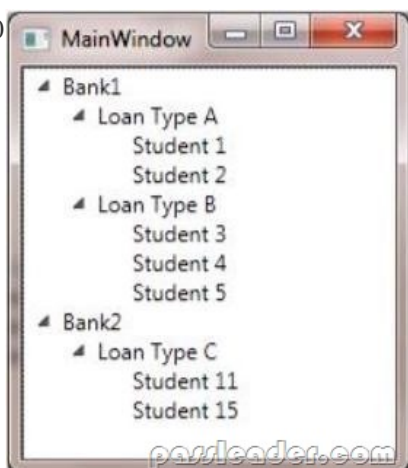 MainWindow
Bank1
Loan Type A
Student 1
Student 2
Loan Type B
Student 3
Student 4
Student 5
Bank2
Loan Type C
Student 11
Student 15
passleader.com